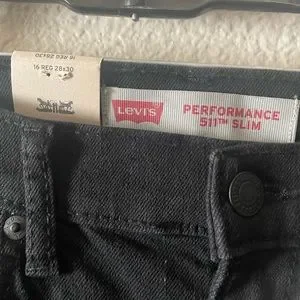 16 REG 28x30
Levi's
PERFORMANCE
511™ SLIM